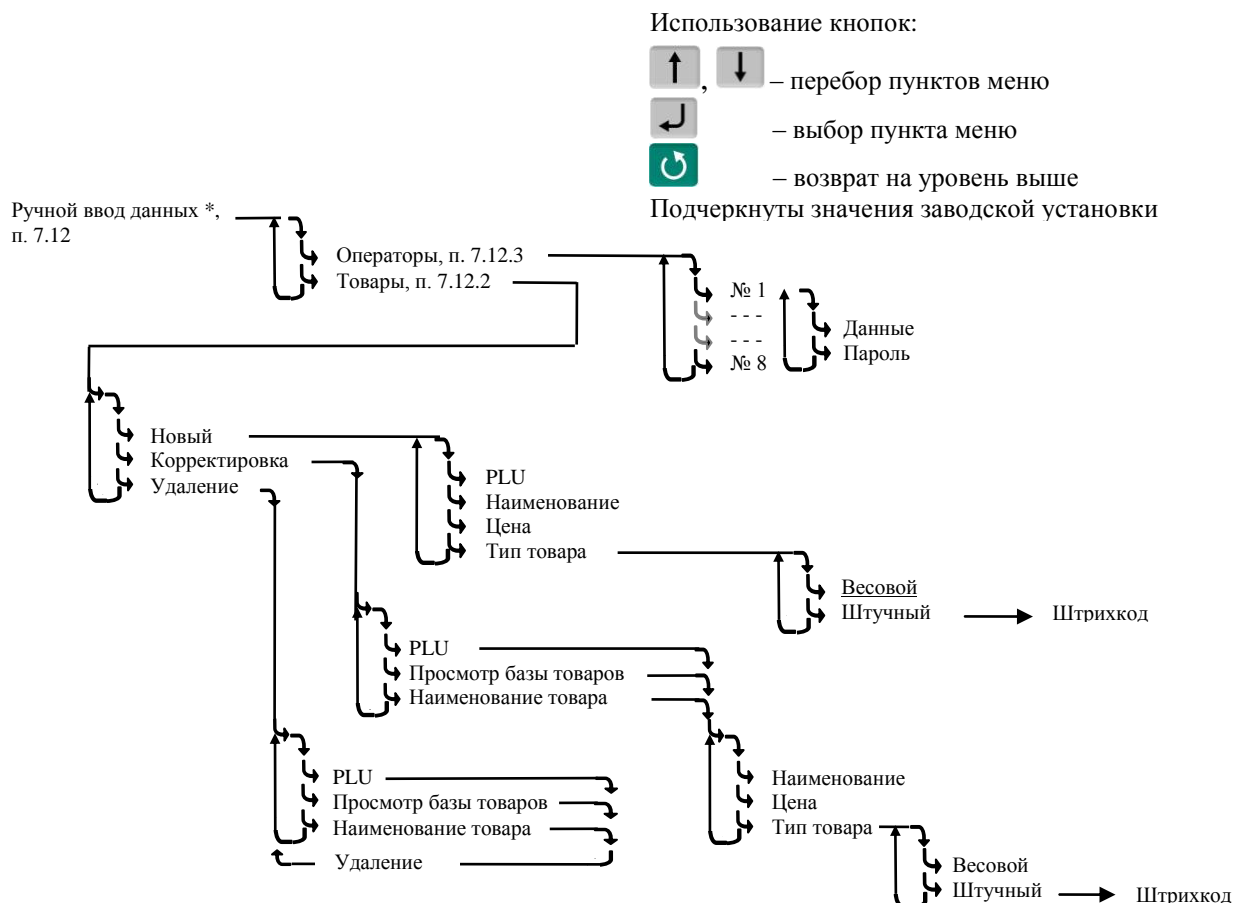 Использование кнопок:
, – перебор пунктов меню
– выбор пункта меню
– возврат на уровень выше
Подчеркнуты значения заводской установки
Ручной ввод данных *,
п. 7.12
Операторы, п. 7.12.3
Товары, п. 7.12.2
№ 1
- - -
- - -
№ 8
Данные
Пароль
Новый
Корректировка
Удаление
PLU
Наименование
Цена
Тип товара
Весовой
Штучный
Штрихкод
PLU
Просмотр базы товаров
Наименование товара
PLU
Просмотр базы товаров
Наименование товара
Удаление
Наименование
Цена
Тип товара
Весовой
Штучный
Штрихкод